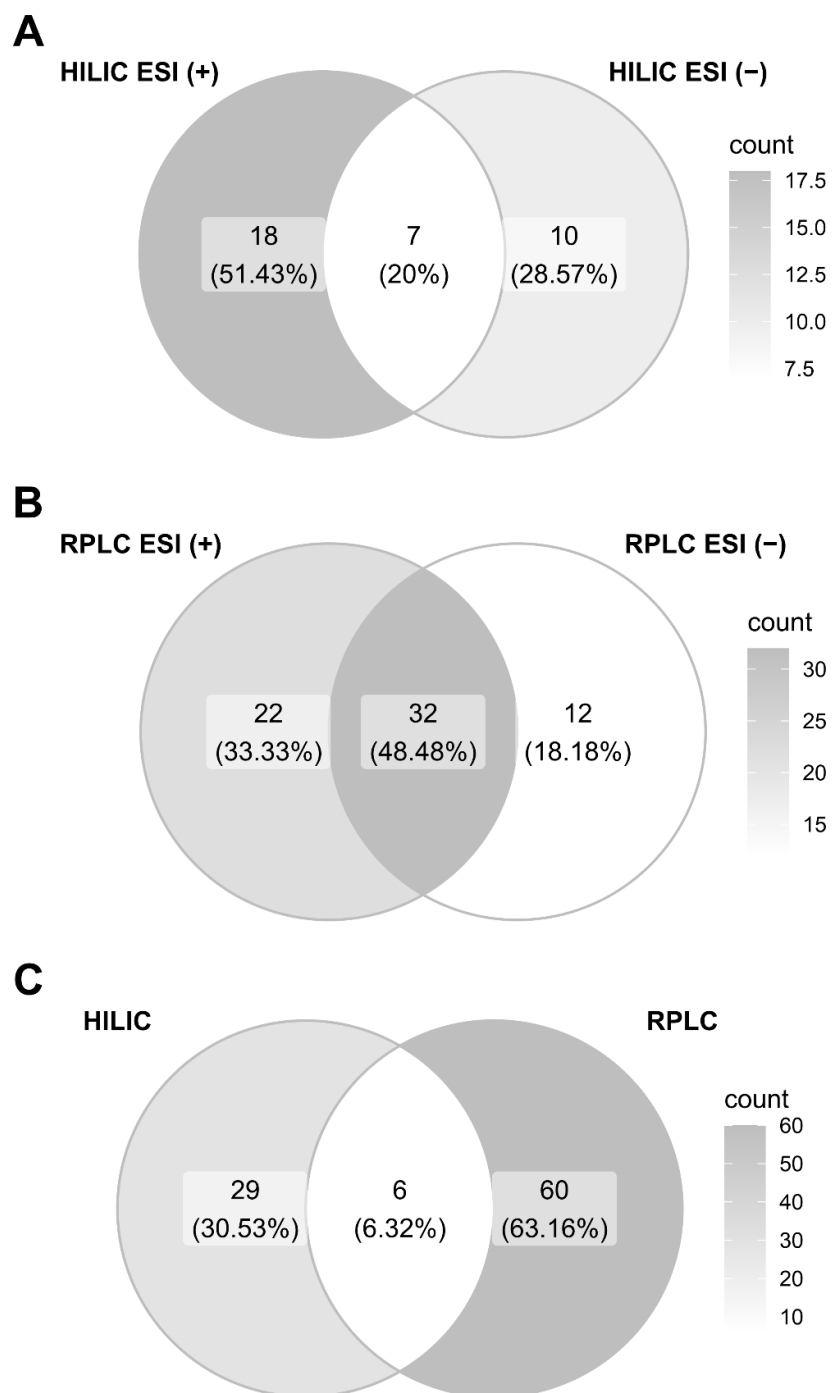 A
HILIC ESI (+)
HILIC ESI (−)
18
(51.43%)
7
(20%)
10
(28.57%)
count
17.5
15.0
12.5
10.0
7.5
B
RPLC ESI (+)
RPLC ESI (−)
22
(33.33%)
32
(48.48%)
12
(18.18%)
count
30
25
20
15
C
HILIC
RPLC
29
(30.53%)
6
(6.32%)
60
(63.16%)
count
60
50
40
30
20
10